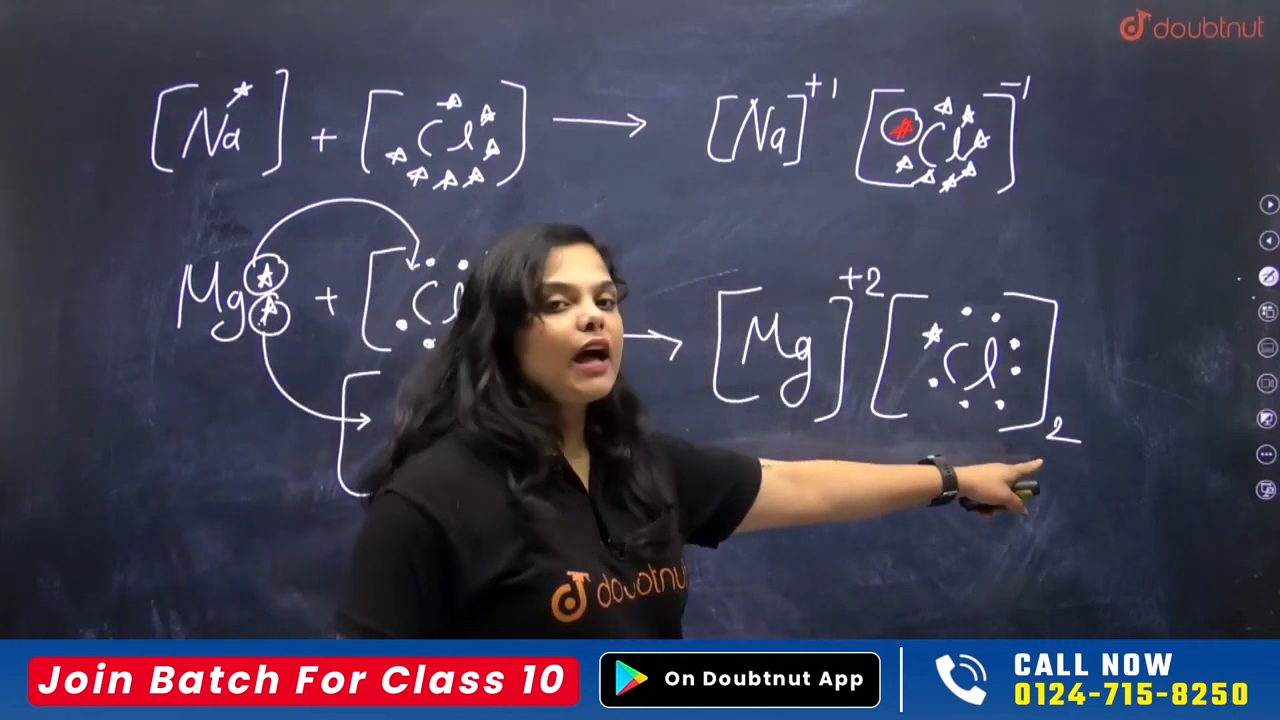 doubtnut
[Na] + [Cl] → [Na]+1 [Cl]-1
Mg + [Cl → [Mg]+2 [Cl]2
[
doubtnut
Join Batch For Class 10
On Doubtnut App
CALL NOW
0124-715-8250